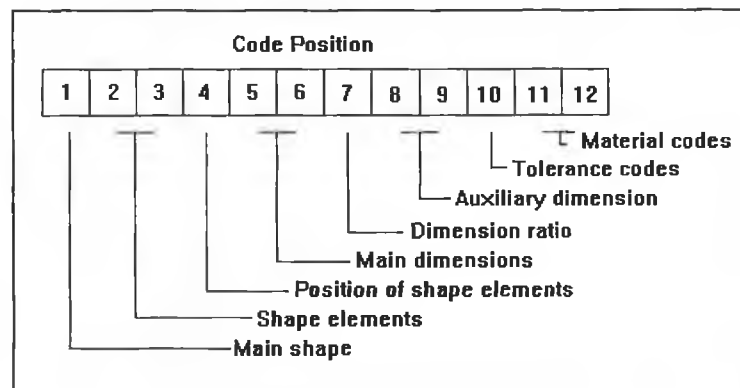 Code Position
1 2 3 4 5 6 7 8 9 10 11 12
Material codes
Tolerance codes
Auxiliary dimension
Dimension ratio
Main dimensions
Position of shape elements
Shape elements
Main shape